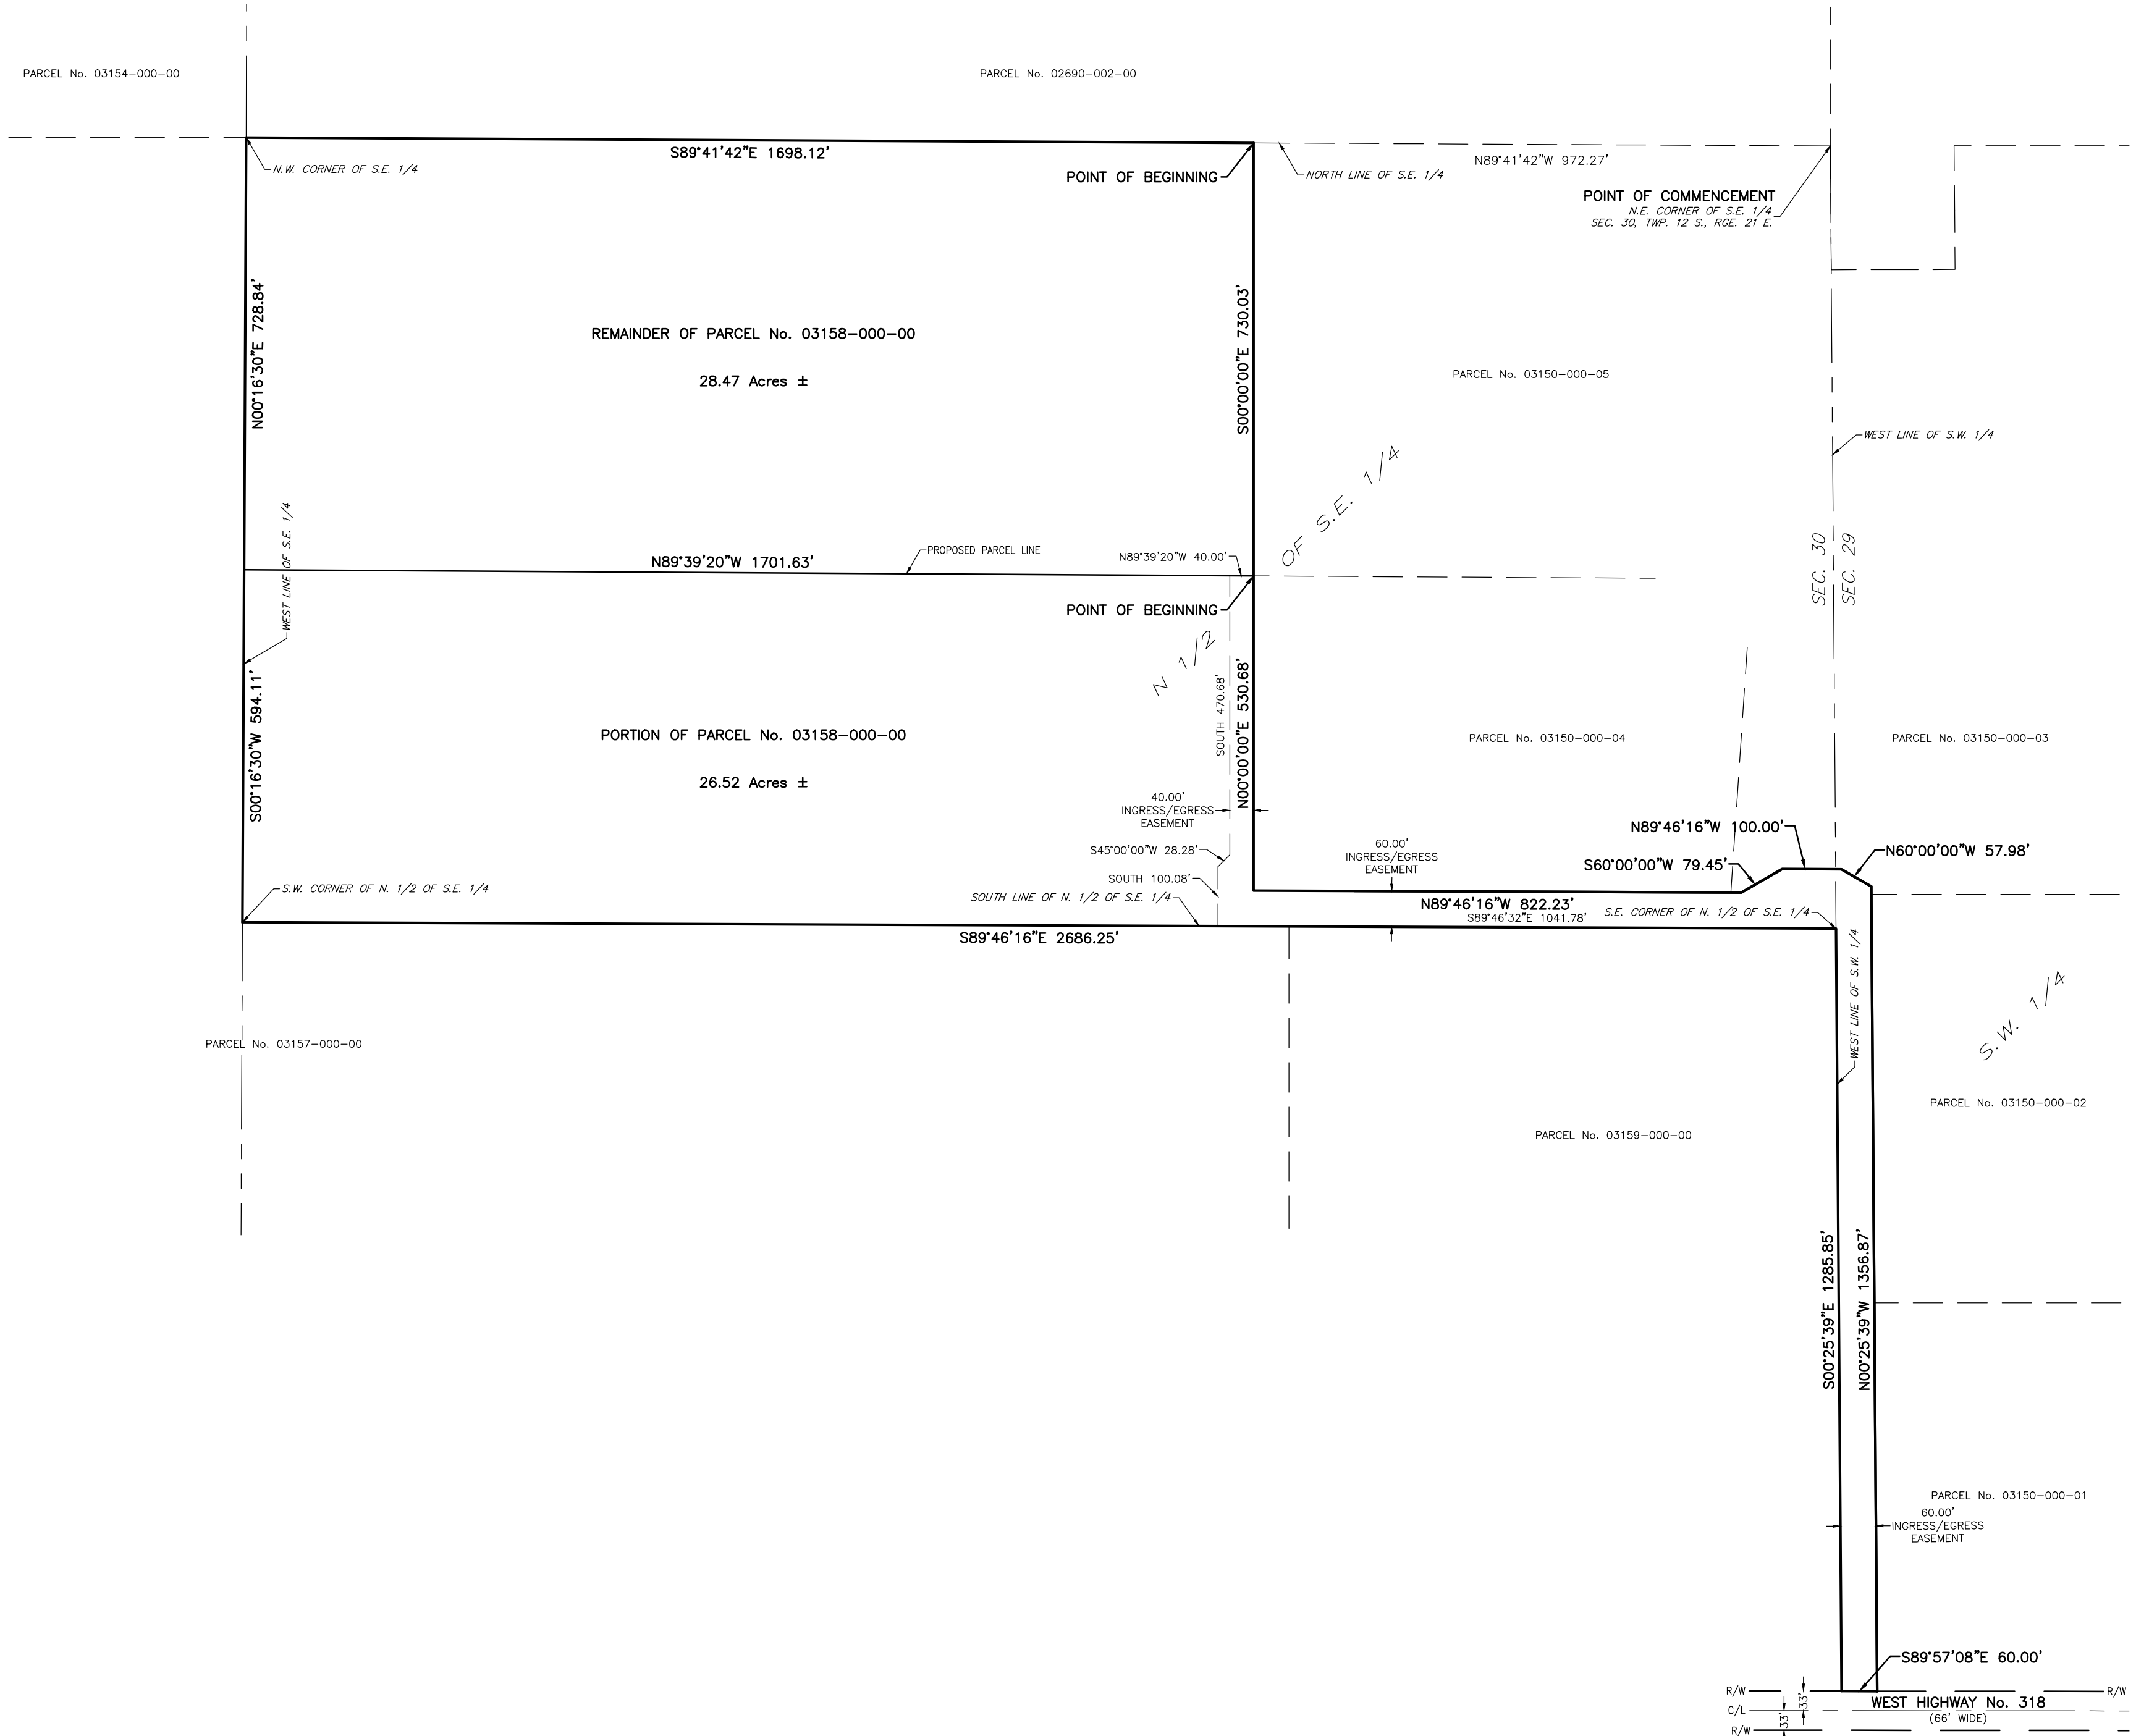 PARCEL No. 03154-000-00
PARCEL No. 02690-002-00
S89°41'42"E 1698.12'
N.W. CORNER OF S.E. 1/4
POINT OF BEGINNING
NORTH LINE OF S.E. 1/4
N89°41'42"W 972.27'
POINT OF COMMENCEMENT
N.E. CORNER OF S.E. 1/4
SEC. 30, TWP. 12 S., RGE. 21 E.
N00°16'30"E 728.84'
S00°00'00"E 730.03'
REMAINDER OF PARCEL No. 03158-000-00
28.47 Acres ±
PARCEL No. 03150-000-05
WEST LINE OF S.W. 1/4
OF S.E. 1/4
WEST LINE OF S.E. 1/4
N89°39'20"W 1701.63'
PROPOSED PARCEL LINE
N89°39'20"W 40.00'
SEC. 30
SEC. 29
POINT OF BEGINNING
N 1/2
S00°16'30"W 594.11'
SOUTH 470.68'
N00°00'00"E 530.68'
PORTION OF PARCEL No. 03158-000-00
26.52 Acres ±
PARCEL No. 03150-000-04
PARCEL No. 03150-000-03
40.00'
INGRESS/EGRESS
EASEMENT
S45°00'00"W 28.28'
SOUTH 100.08'
60.00'
INGRESS/EGRESS
EASEMENT
N89°46'16"W 100.00'
S60°00'00"W 79.45'
N60°00'00"W 57.98'
S.W. CORNER OF N. 1/2 OF S.E. 1/4
SOUTH LINE OF N. 1/2 OF S.E. 1/4
N89°46'16"W 822.23'
S89°46'32"E 1041.78'
S.E. CORNER OF N. 1/2 OF S.E. 1/4
S89°46'16"E 2686.25'
WEST LINE OF S.W. 1/4
S.W. 1/4
PARCEL No. 03157-000-00
PARCEL No. 03150-000-02
PARCEL No. 03159-000-00
S00°25'39"E 1285.85'
N00°25'39"W 1356.87'
PARCEL No. 03150-000-01
60.00'
INGRESS/EGRESS
EASEMENT
S89°57'08"E 60.00'
R/W
R/W
33'
WEST HIGHWAY No. 318
C/L
(66' WIDE)
33'
R/W